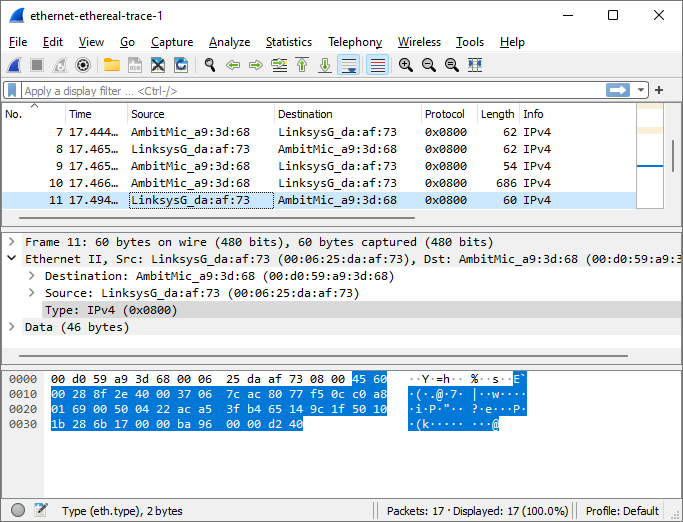 ethernet-ethereal-trace-1
File Edit View Go Capture Analyze Statistics Telephony Wireless Tools Help
Apply a display filter ... <Ctrl-/>
No. Time Source Destination Protocol Length Info
7 17.444… AmbitMic_a9:3d:68 LinksysG_da:af:73 0x0800 62 IPv4
8 17.465… LinksysG_da:af:73 AmbitMic_a9:3d:68 0x0800 62 IPv4
9 17.465… AmbitMic_a9:3d:68 LinksysG_da:af:73 0x0800 54 IPv4
10 17.466… AmbitMic_a9:3d:68 LinksysG_da:af:73 0x0800 686 IPv4
11 17.494… LinksysG_da:af:73 AmbitMic_a9:3d:68 0x0800 60 IPv4
Frame 11: 60 bytes on wire (480 bits), 60 bytes captured (480 bits)
Ethernet II, Src: LinksysG_da:af:73 (00:06:25:da:af:73), Dst: AmbitMic_a9:3d:68 (00:d0:59:a9:3d
Destination: AmbitMic_a9:3d:68 (00:d0:59:a9:3d:68)
Source: LinksysG_da:af:73 (00:06:25:da:af:73)
Type: IPv4 (0x0800)
Data (46 bytes)
0000 00 d0 59 a9 3d 68 00 06 25 da af 73 08 00 45 60 ··Y·=h·· %··s··E`
0010 00 28 8f 2e 40 00 37 06 7c ac 80 77 f5 0c c0 a8 ·(·.@·7· |··w····
0020 01 69 00 50 04 22 ac a5 3f b4 65 14 9c 1f 50 10 ·i·P·"·· ?·e···P·
0030 1b 28 6b 17 00 00 ba 96 00 00 d2 40 ·(k····· ···@
Type (eth.type), 2 bytes Packets: 17 · Displayed: 17 (100.0%) Profile: Default